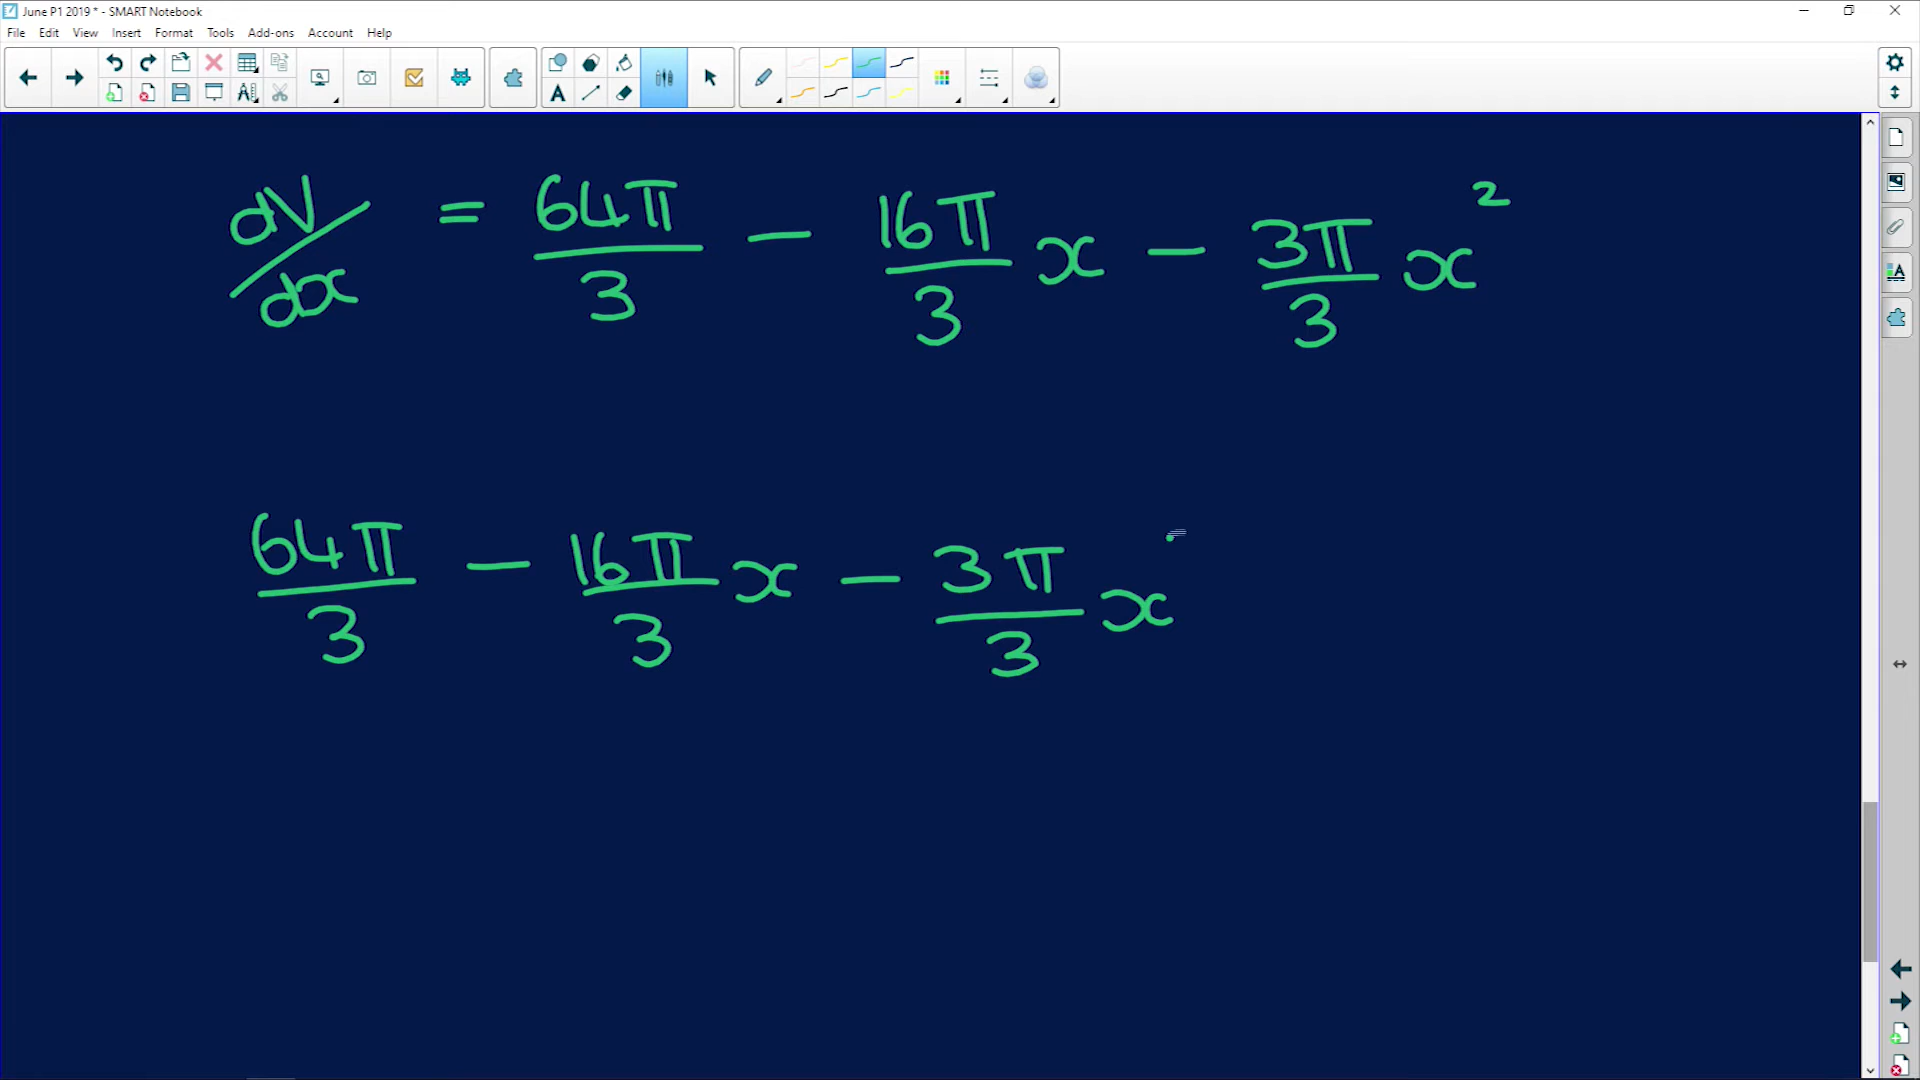 June P1 2019 * - SMART Notebook
File Edit View Insert Format Tools Add-ons Account Help
dV/dx = 64π/3 − 16π/3 x − 3π/3 x²
64π/3 − 16π/3 x − 3π/3 x